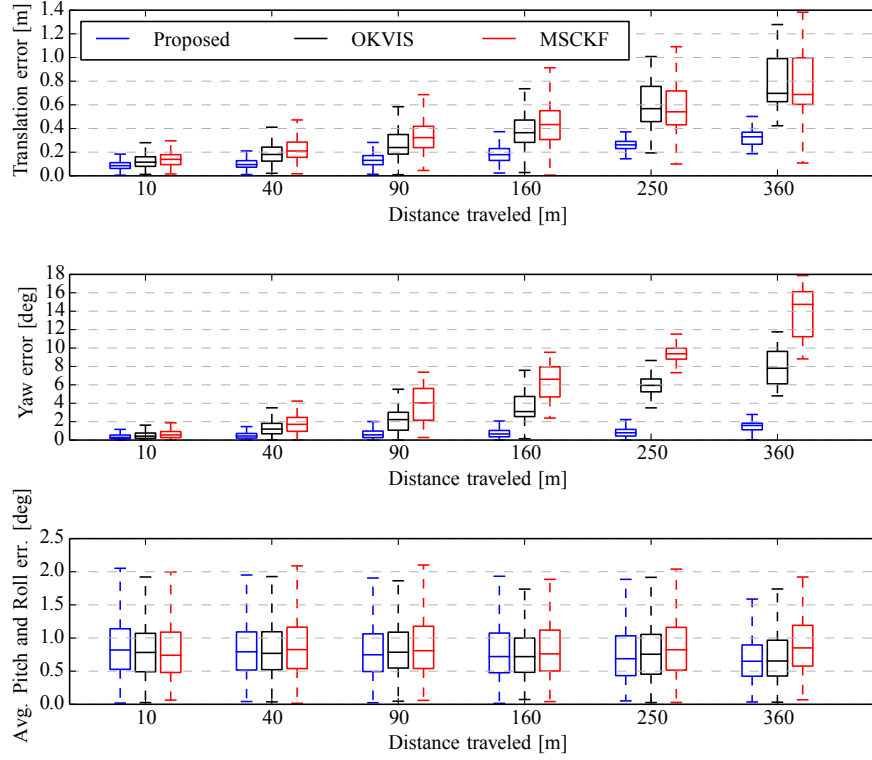 Translation error [m]
1.4
1.2
1.0
0.8
0.6
0.4
0.2
0.0
Proposed OKVIS MSCKF
10 40 90 160 250 360
Distance traveled [m]
Yaw error [deg]
18
16
14
12
10
8
6
4
2
0
10 40 90 160 250 360
Distance traveled [m]
Avg. Pitch and Roll err. [deg]
2.5
2.0
1.5
1.0
0.5
0.0
10 40 90 160 250 360
Distance traveled [m]